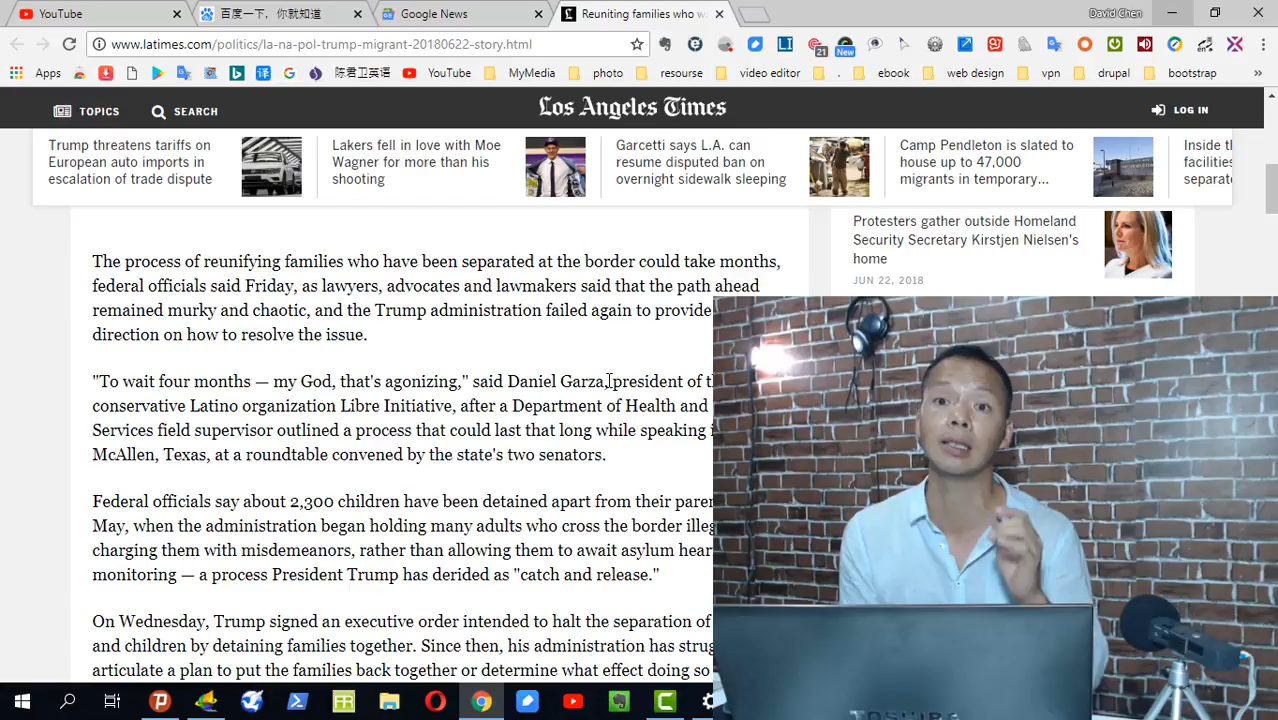 YouTube
百度一下，你就知道
Google News
Reuniting families who w
David Chen
www.latimes.com/politics/la-na-pol-trump-migrant-20180622-story.html
21
New
Apps
陈君卫英语
YouTube
MyMedia
photo
resourse
video editor
.
ebook
web design
vpn
drupal
bootstrap
»
TOPICS
SEARCH
Los Angeles Times
LOG IN
Trump threatens tariffs on
European auto imports in
escalation of trade dispute
Lakers fell in love with Moe
Wagner for more than his
shooting
Garcetti says L.A. can
resume disputed ban on
overnight sidewalk sleeping
Camp Pendleton is slated to
house up to 47,000
migrants in temporary...
Inside th
facilities
separate
Protesters gather outside Homeland
Security Secretary Kirstjen Nielsen's
home
JUN 22, 2018
The process of reunifying families who have been separated at the border could take months,
federal officials said Friday, as lawyers, advocates and lawmakers said that the path ahead
remained murky and chaotic, and the Trump administration failed again to provide
direction on how to resolve the issue.
"To wait four months — my God, that's agonizing," said Daniel Garza, president of t
conservative Latino organization Libre Initiative, after a Department of Health and
Services field supervisor outlined a process that could last that long while speaking i
McAllen, Texas, at a roundtable convened by the state's two senators.
Federal officials say about 2,300 children have been detained apart from their paren
May, when the administration began holding many adults who cross the border illeg
charging them with misdemeanors, rather than allowing them to await asylum hear
monitoring — a process President Trump has derided as "catch and release."
On Wednesday, Trump signed an executive order intended to halt the separation of
and children by detaining families together. Since then, his administration has strug
articulate a plan to put the families back together or determine what effect doing so
TOSHIBA